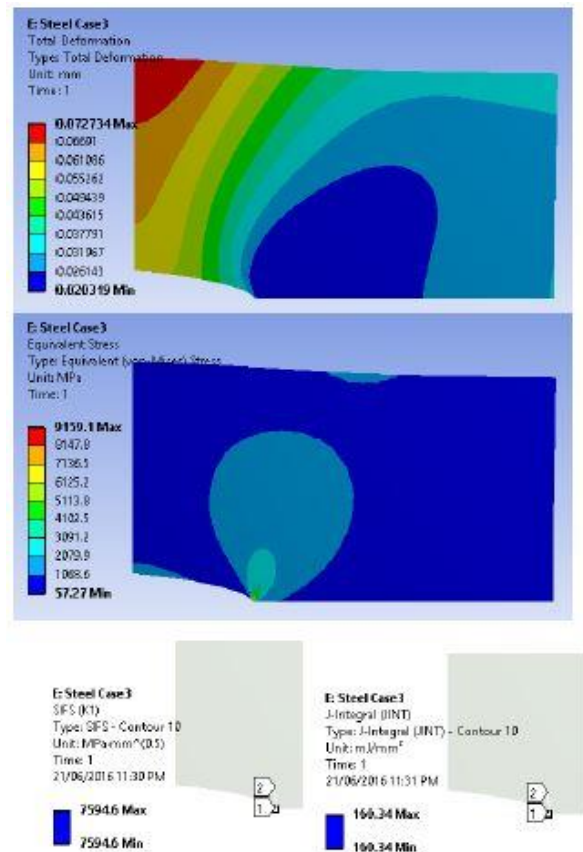 E: Steel Case3
Total Deformation
Type: Total Deformation
Unit: mm
Time: 1
0.072734 Max
0.06691
0.061086
0.055262
0.049439
0.043615
0.037791
0.031967
0.026143
0.020319 Min
E: Steel Case3
Equivalent Stress
Type: Equivalent (von-Mises) Stress
Unit: MPa
Time: 1
9159.1 Max
8147.8
7136.5
6125.2
5113.8
4102.5
3091.2
2079.9
1068.6
57.27 Min
E: Steel Case3
SIFS (K1)
Type: SIFS - Contour 10
Unit: MPa·mm^(0.5)
Time: 1
21/06/2016 11:30 PM
7594.6 Max
7594.6 Min
2
1
E: Steel Case3
J-Integral (JINT)
Type: J-Integral (JINT) - Contour 10
Unit: mJ/mm²
Time: 1
21/06/2016 11:31 PM
160.34 Max
160.34 Min
2
1